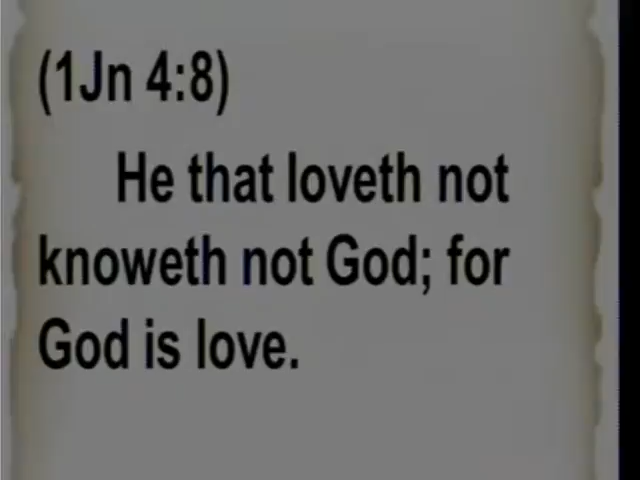 (1Jn 4:8)
He that loveth not
knoweth not God; for
God is love.